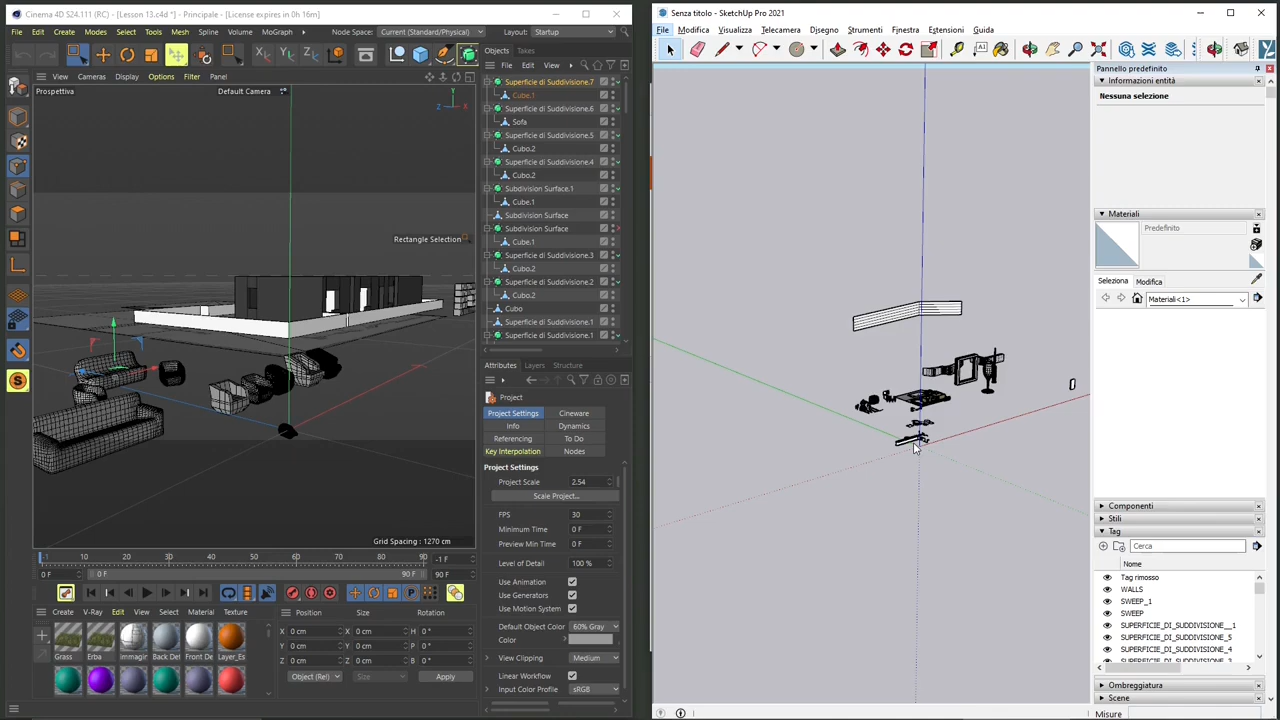 Cinema 4D S24.111 (RC) - [Lesson 13.c4d *] - Principale - [License expires in 0h 16m]
File Edit Create Modes Select Tools Mesh Spline Volume MoGraph
Node Space: Current (Standard/Physical) Layout: Startup
Objects Takes
View Cameras Display Options Filter Panel
File Edit View
Prospettiva Default Camera
Y
Z X
Rectangle Selection
Superficie di Suddivisione.7
Cube.1
Superficie di Suddivisione.6
Sofa
Superficie di Suddivisione.5
Cubo.2
Superficie di Suddivisione.4
Cubo.2
Subdivision Surface.1
Cube.1
Subdivision Surface
Subdivision Surface
Cube.1
Superficie di Suddivisione.3
Cubo.2
Superficie di Suddivisione.2
Cubo.2
Cubo
Superficie di Suddivisione.1
Superficie di Suddivisione.1
Attributes Layers Structure
Project
Project Settings Cineware
Info Dynamics
Referencing To Do
Key Interpolation Nodes
Project Settings
Project Scale 2.54
Scale Project...
FPS 30
Minimum Time 0 F
Preview Min Time 0 F
Level of Detail 100 %
Use Animation
Use Generators
Use Motion System
Default Object Color 60% Gray
Color
View Clipping Medium
Linear Workflow
Input Color Profile sRGB
Grid Spacing : 1270 cm
-1 10 20 30 40 50 60 70 80 90 -1 F
0 F 0 F 90 F 90 F
Create V-Ray Edit View Select Material Texture
Grass Erba Immagin Back Def Front De Layer_Es
Position Size Rotation
X 0 cm X 0 cm H 0 °
Y 0 cm Y 0 cm P 0 °
Z 0 cm Z 0 cm B 0 °
Object (Rel) Size Apply
Senza titolo - SketchUp Pro 2021
File Modifica Visualizza Telecamera Disegno Strumenti Finestra Estensioni Guida
Pannello predefinito
Informazioni entità
Nessuna selezione
Materiali
Predefinito
Seleziona Modifica
Materiali<1>
Componenti
Stili
Tag
Cerca
Nome
Tag rimosso
WALLS
SWEEP_1
SWEEP
SUPERFICIE_DI_SUDDIVISIONE__1
SUPERFICIE_DI_SUDDIVISIONE_5
SUPERFICIE_DI_SUDDIVISIONE_4
Ombreggiatura
Scene
Misure